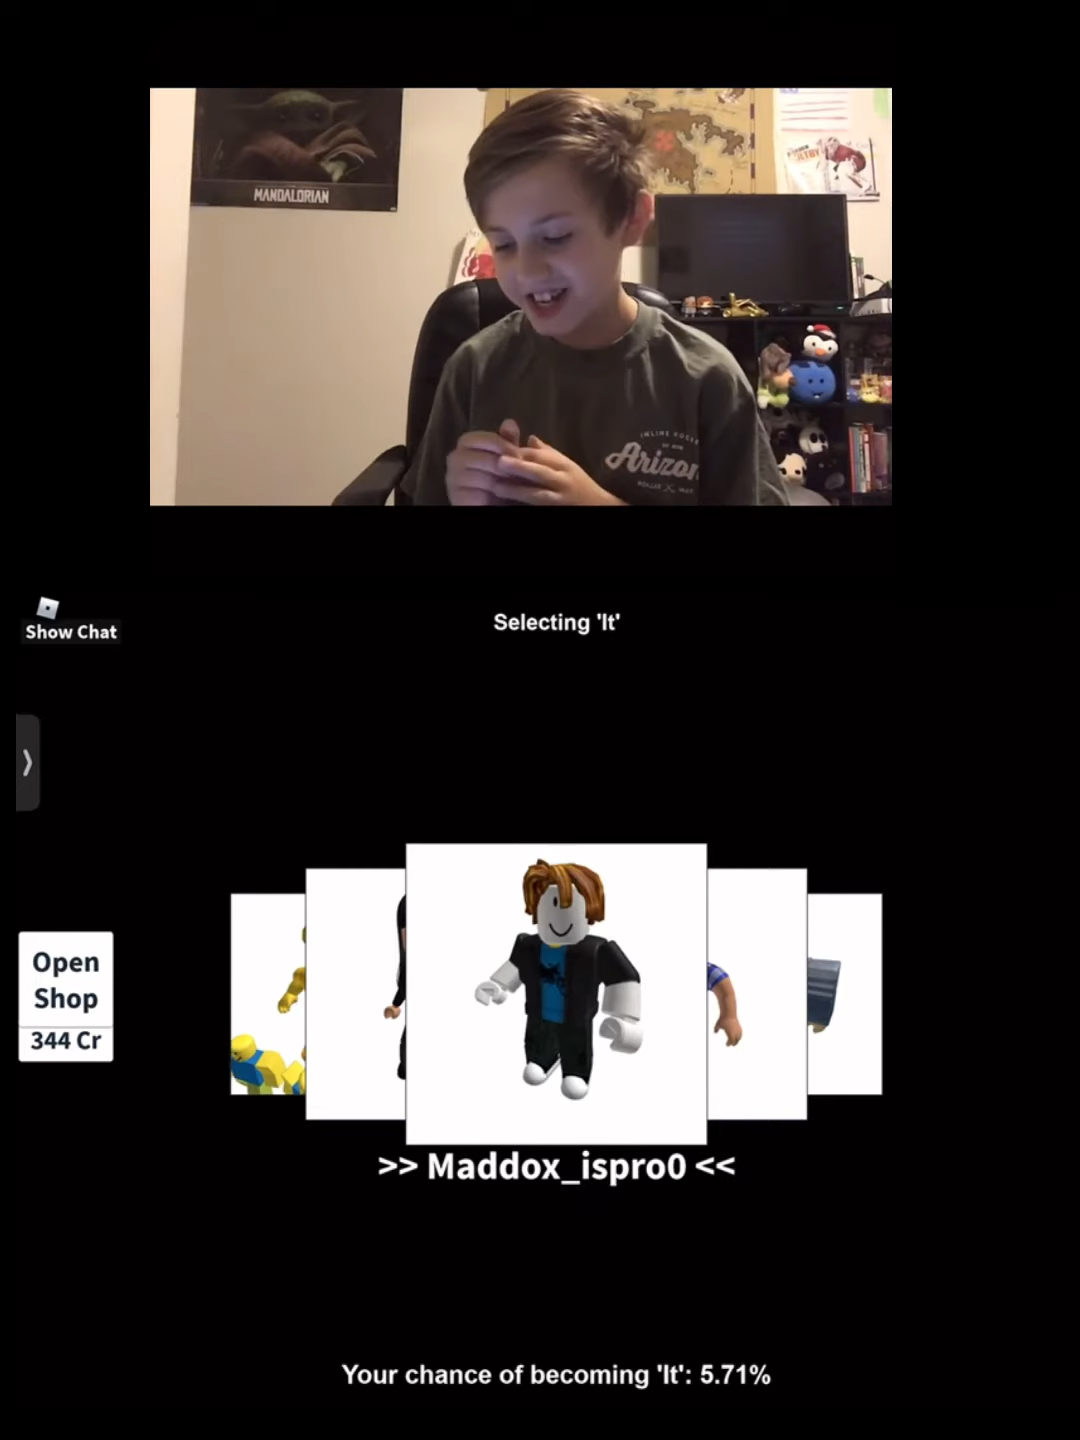 MANDALORIAN
Arizon
Show Chat
Selecting 'It'
❯
Open
Shop
344 Cr
>> Maddox_ispro0 <<
Your chance of becoming 'It': 5.71%